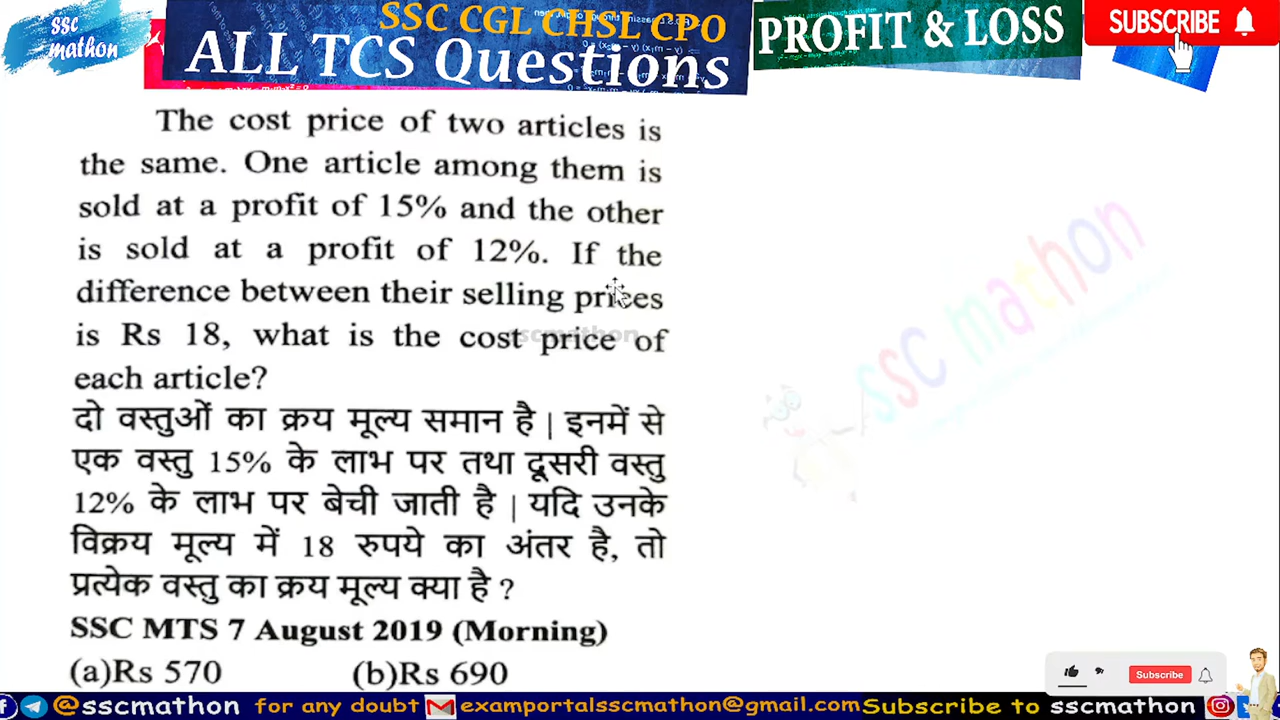 ssc
mathon
SSC CGL CHSL CPO
ALL TCS Questions
PROFIT & LOSS
SUBSCRIBE
The cost price of two articles is
the same. One article among them is
sold at a profit of 15% and the other
is sold at a profit of 12%. If the
difference between their selling prices
is Rs 18, what is the cost price of
each article?
sscmathon
दो वस्तुओं का क्रय मूल्य समान है | इनमें से
एक वस्तु 15% के लाभ पर तथा दूसरी वस्तु
12% के लाभ पर बेची जाती है | यदि उनके
विक्रय मूल्य में 18 रुपये का अंतर है, तो
प्रत्येक वस्तु का क्रय मूल्य क्या है ?
SSC MTS 7 August 2019 (Morning)
(a)Rs 570 (b)Rs 690
ssc mathon
Subscribe
@sscmathon for any doubt examportalsscmathon@gmail.com Subscribe to sscmathon